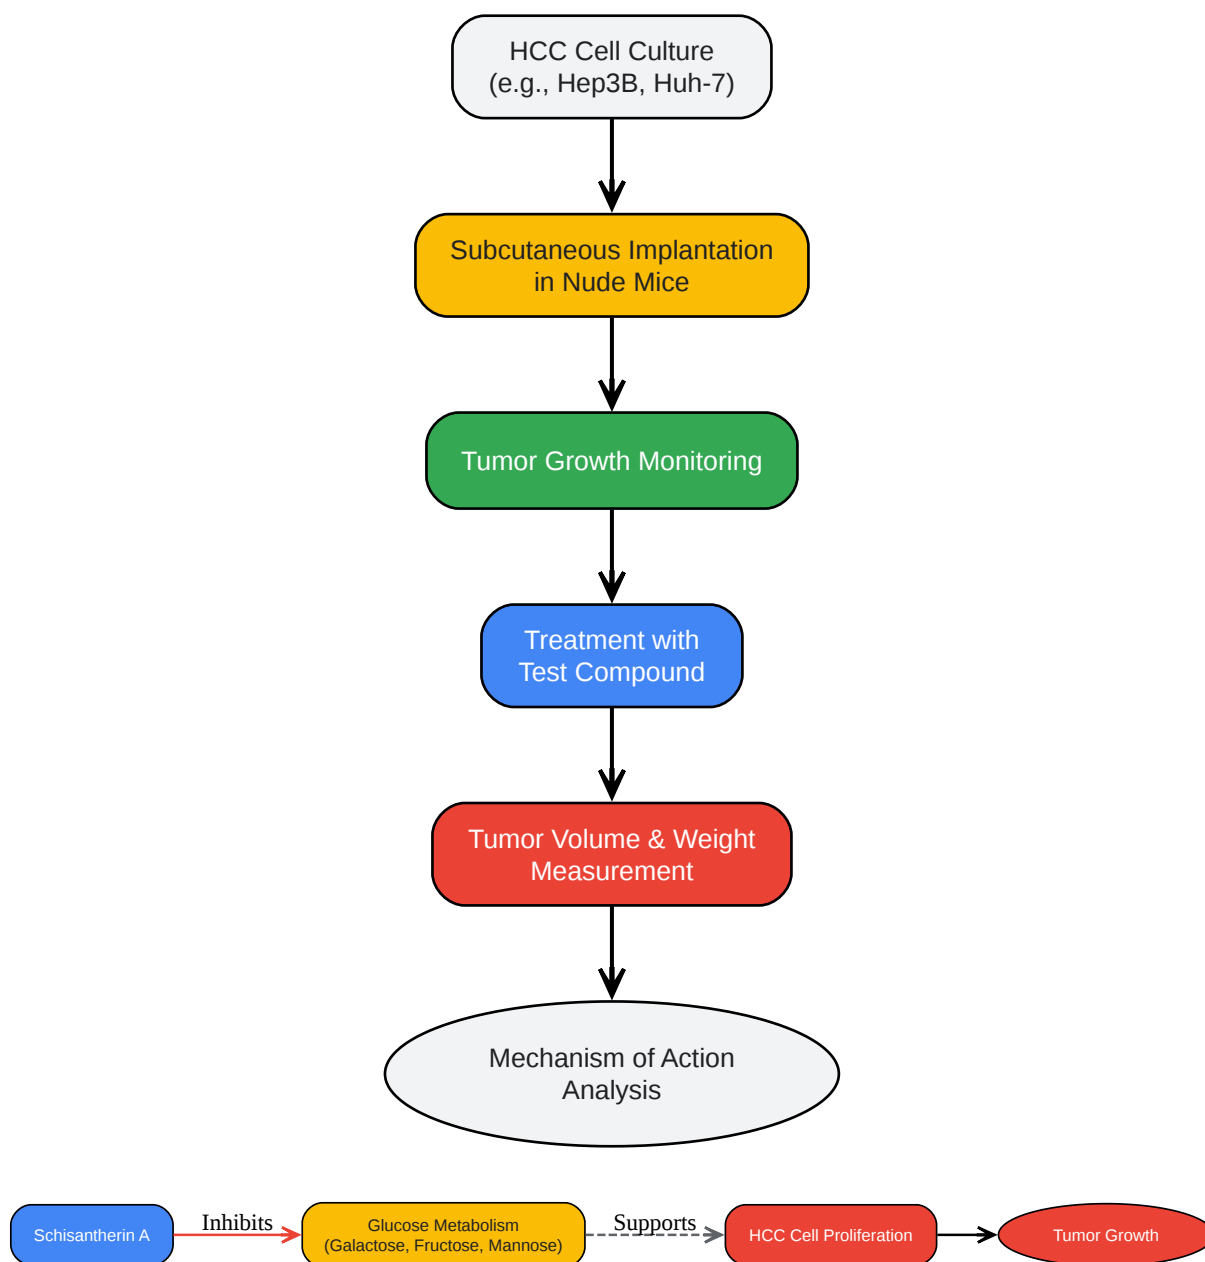 HCC Cell Culture
(e.g., Hep3B, Huh-7)
Subcutaneous Implantation
in Nude Mice
Tumor Growth Monitoring
Treatment with
Test Compound
Tumor Volume & Weight
Measurement
Mechanism of Action
Analysis
Schisantherin A
Inhibits
Glucose Metabolism
(Galactose, Fructose, Mannose)
Supports
HCC Cell Proliferation
Tumor Growth